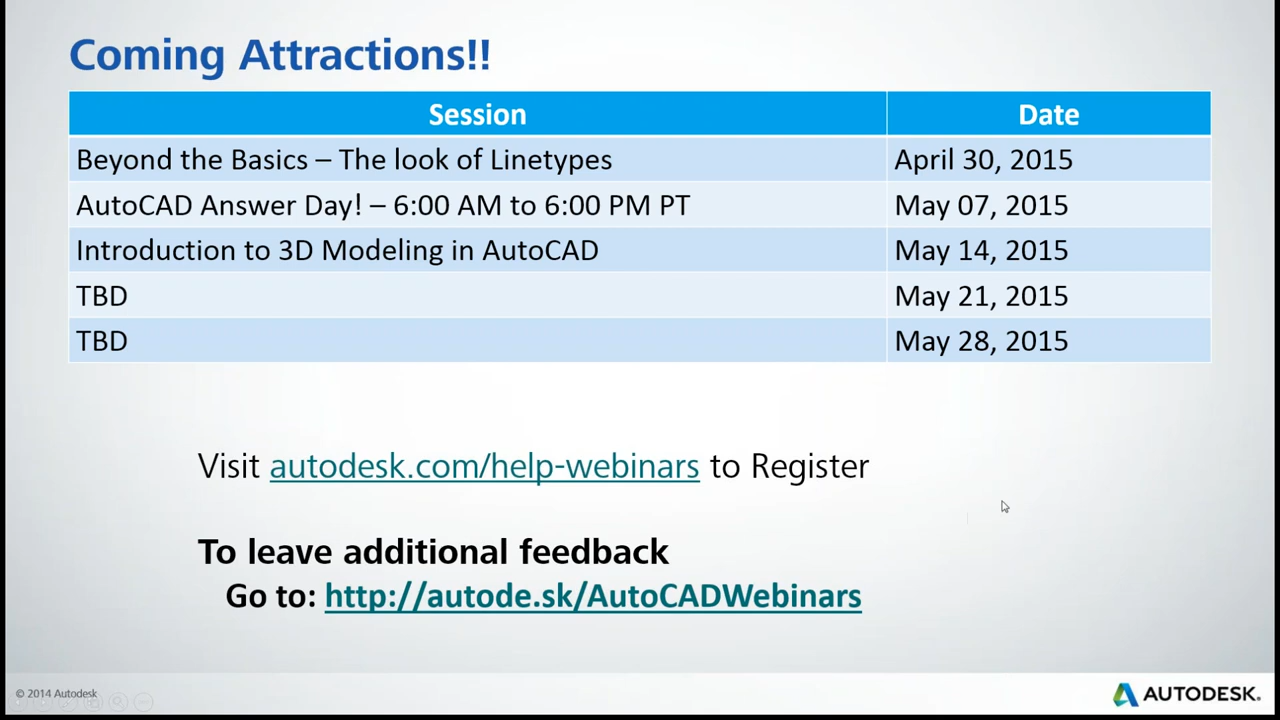 Coming Attractions!!
Session Date
Beyond the Basics – The look of Linetypes April 30, 2015
AutoCAD Answer Day! – 6:00 AM to 6:00 PM PT May 07, 2015
Introduction to 3D Modeling in AutoCAD May 14, 2015
TBD May 21, 2015
TBD May 28, 2015
Visit autodesk.com/help-webinars to Register
To leave additional feedback
Go to: http://autode.sk/AutoCADWebinars
© 2014 Autodesk
AUTODESK.